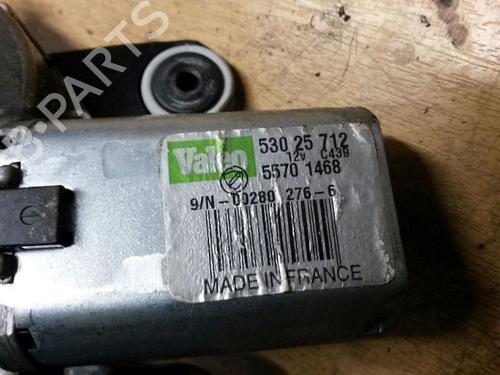 B-PARTS
Valeo
530 25 712
12V C439
5570 1468
9/N-00280 276-6
MADE IN FRANCE